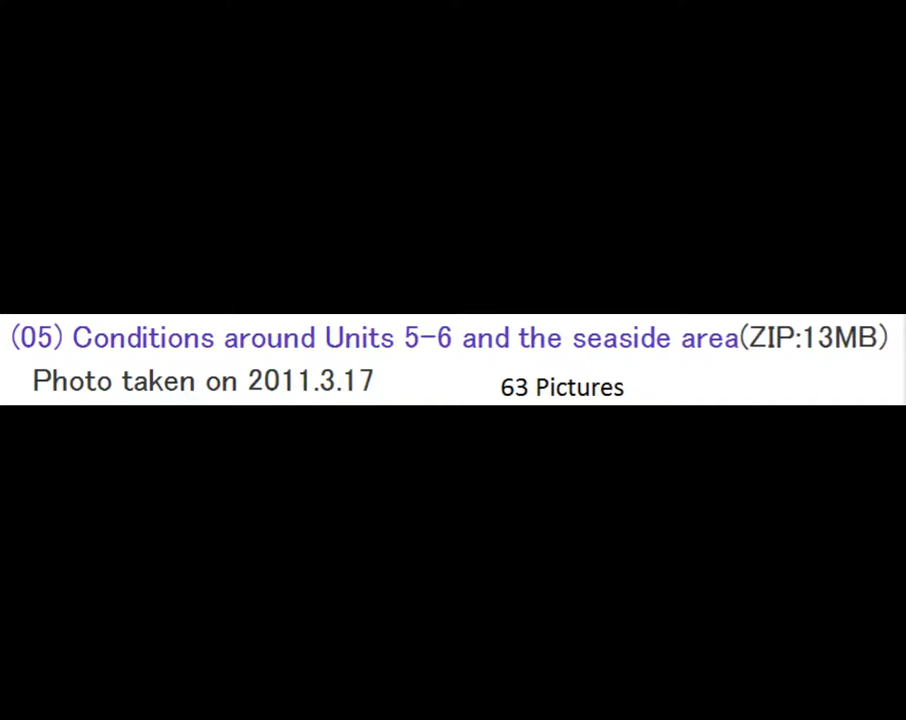 (05) Conditions around Units 5-6 and the seaside area(ZIP:13MB)
Photo taken on 2011.3.17 63 Pictures